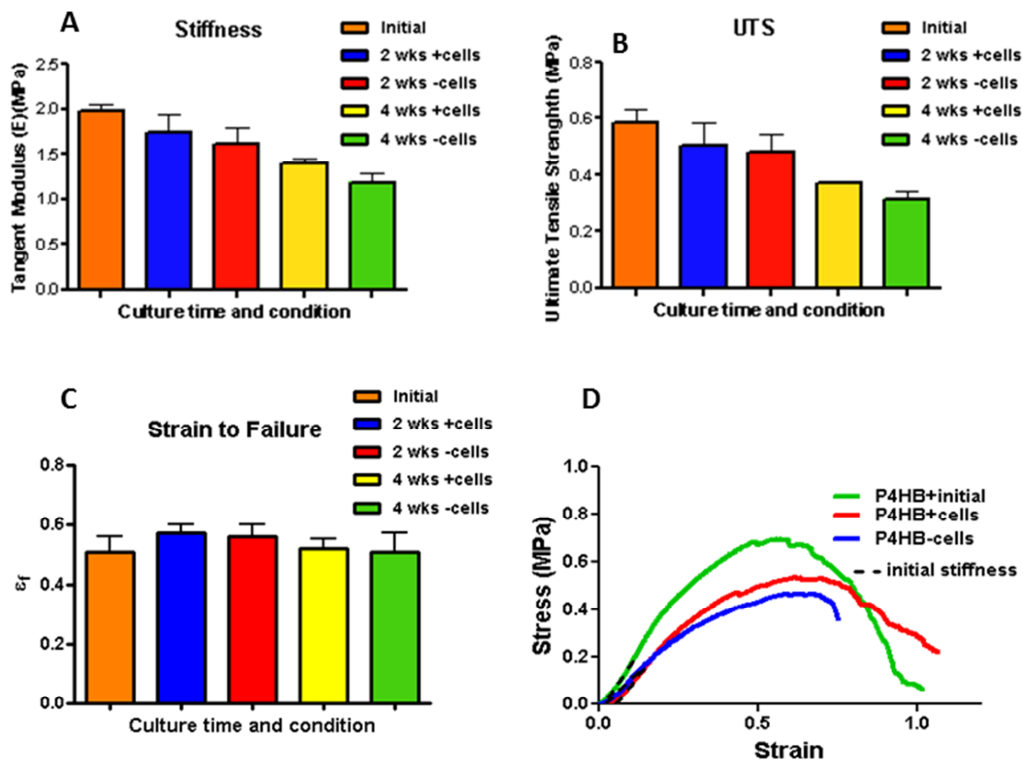 A
Stiffness
Initial
2 wks +cells
2 wks -cells
4 wks +cells
4 wks -cells
Tangent Modulus (E)(MPa)
2.5
2.0
1.5
1.0
0.5
0.0
Culture time and condition
B
UTS
Initial
2 wks +cells
2 wks -cells
4 wks +cells
4 wks -cells
Ultimate Tensile Strenghth (MPa)
0.8
0.6
0.4
0.2
0.0
Culture time and condition
C
Strain to Failure
Initial
2 wks +cells
2 wks -cells
4 wks +cells
4 wks -cells
εf
0.8
0.6
0.4
0.2
0.0
Culture time and condition
D
P4HB+initial
P4HB+cells
P4HB-cells
initial stiffness
Stress (MPa)
1.0
0.8
0.6
0.4
0.2
0.0
0.0 0.5 1.0
Strain